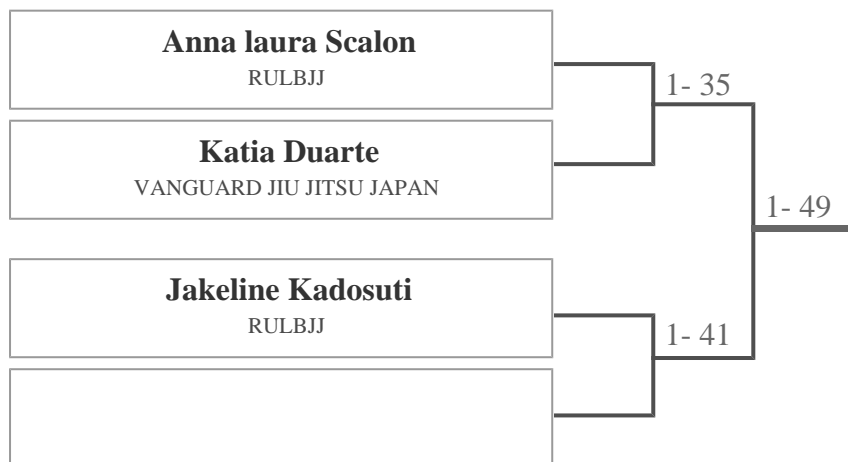 Anna laura Scalon
RULBJJ
1- 35
Katia Duarte
VANGUARD JIU JITSU JAPAN
1- 49
Jakeline Kadosuti
RULBJJ
1- 41